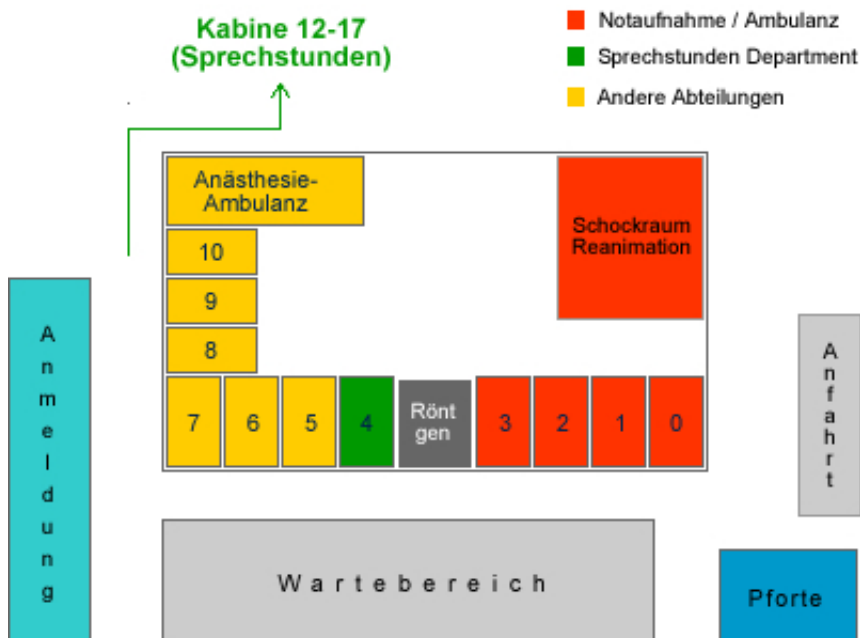 Kabine 12-17
(Sprechstunden)
Notaufnahme / Ambulanz
Sprechstunden Department
Andere Abteilungen
Anästhesie-
Ambulanz
Schockraum
Reanimation
10
9
8
7
6
5
4
Rönt
gen
3
2
1
0
Anmeldung
Anfahrt
Wartebereich
Pforte